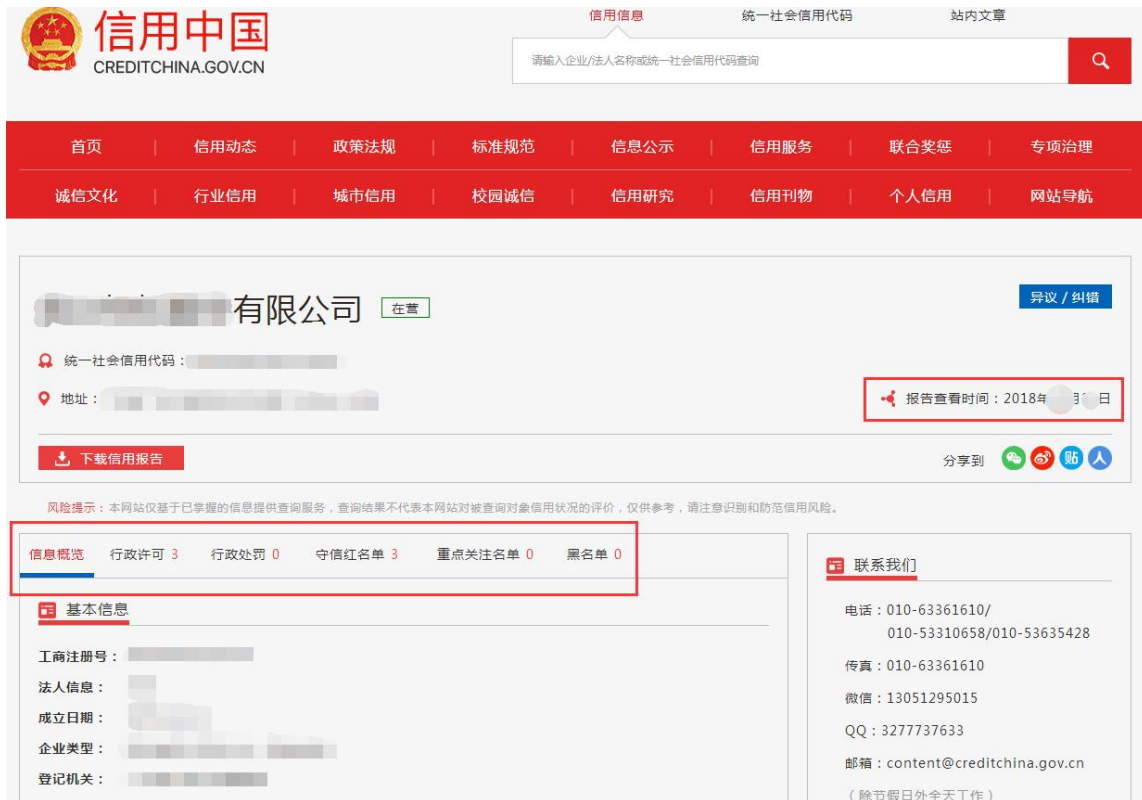 信用中国
CREDITCHINA.GOV.CN
信用信息 统一社会信用代码 站内文章
请输入企业/法人名称或统一社会信用代码查询
首页 信用动态 政策法规 标准规范 信息公示 信用服务 联合奖惩 专项治理
诚信文化 行业信用 城市信用 校园诚信 信用研究 信用刊物 个人信用 网站导航
有限公司 在营
异议 / 纠错
统一社会信用代码：
地址：
报告查看时间：2018年 月 日
下载信用报告
分享到
贴
风险提示：本网站仅基于已掌握的信息提供查询服务，查询结果不代表本网站对被查询对象信用状况的评价，仅供参考，请注意识别和防范信用风险。
信息概览 行政许可 3 行政处罚 0 守信红名单 3 重点关注名单 0 黑名单 0
基本信息
工商注册号：
法人信息：
成立日期：
企业类型：
登记机关：
联系我们
电话：010-63361610/
010-53310658/010-53635428
传真：010-63361610
微信：13051295015
QQ：3277737633
邮箱：content@creditchina.gov.cn
（除节假日外全天工作）